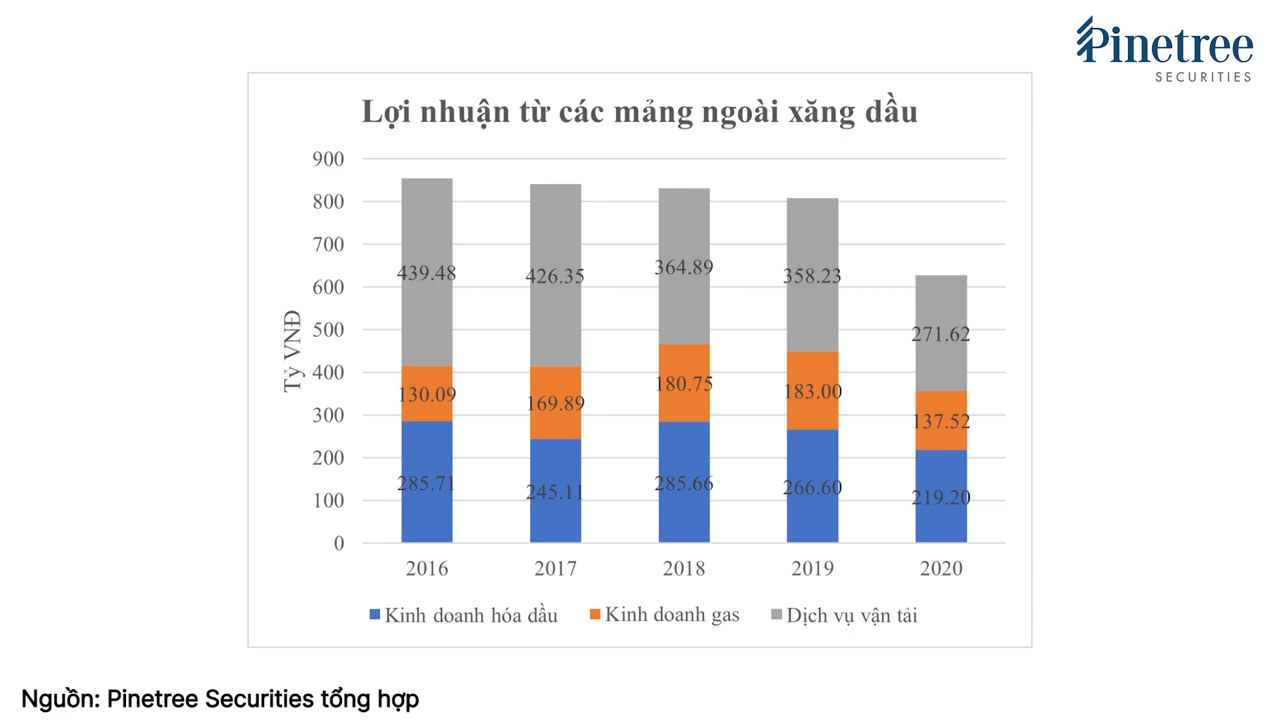 Pinetree
SECURITIES
Lợi nhuận từ các mảng ngoài xăng dầu
Tỷ VNĐ
900
800
700
600
500
400
300
200
100
0
439.48 426.35 364.89 358.23 271.62
130.09 169.89 180.75 183.00 137.52
285.71 245.11 285.66 266.60 219.20
2016 2017 2018 2019 2020
Kinh doanh hóa dầu Kinh doanh gas Dịch vụ vận tải
Nguồn: Pinetree Securities tổng hợp